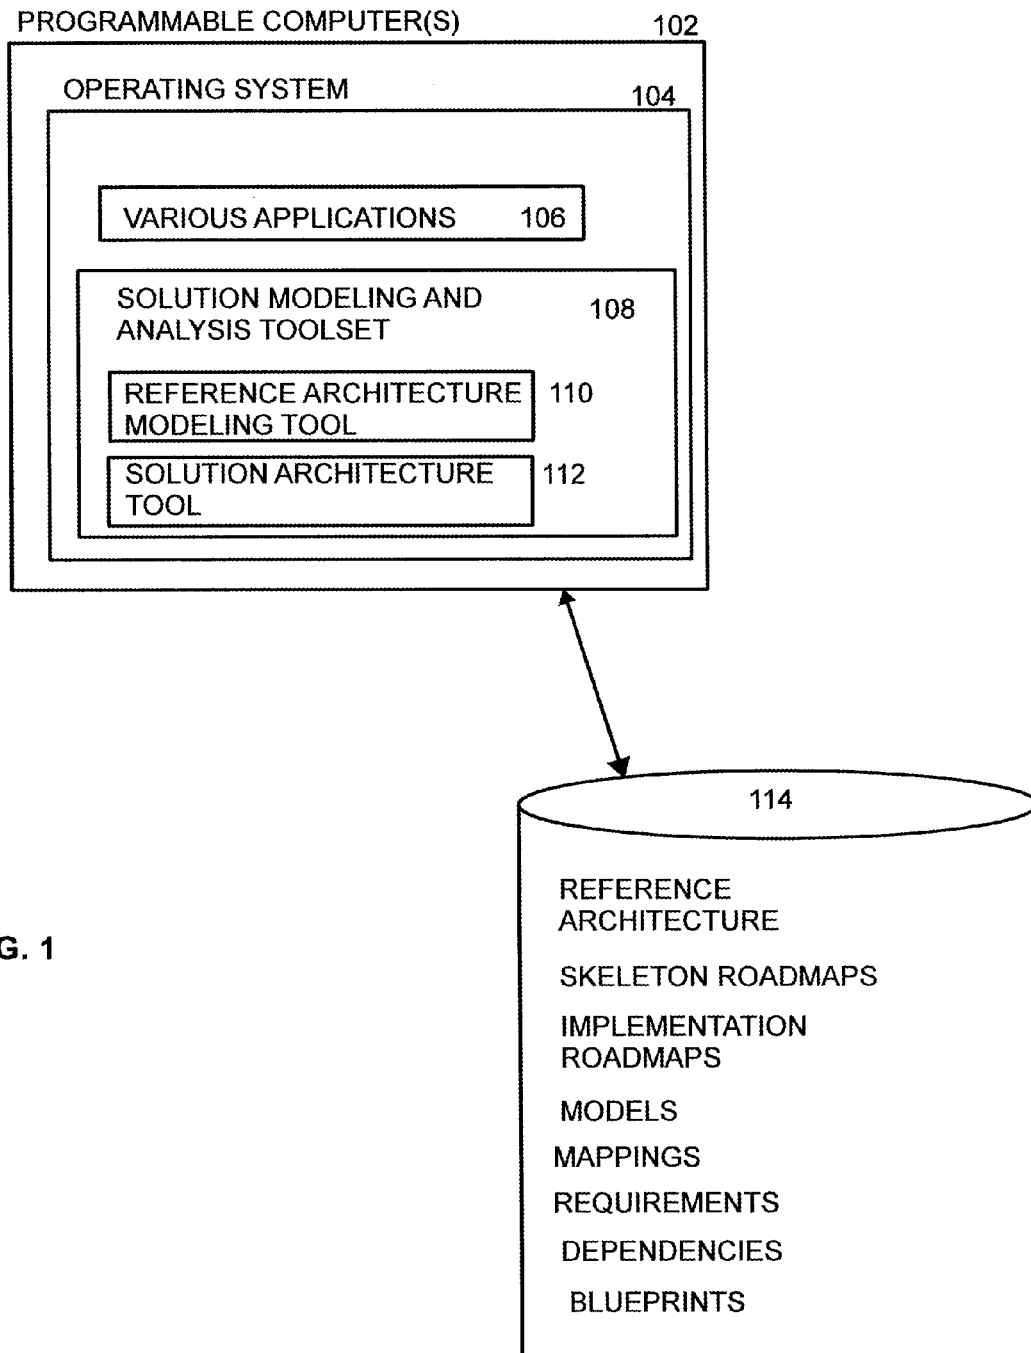 PROGRAMMABLE COMPUTER(S) 102
OPERATING SYSTEM 104
VARIOUS APPLICATIONS 106
SOLUTION MODELING AND
ANALYSIS TOOLSET 108
REFERENCE ARCHITECTURE
MODELING TOOL 110
SOLUTION ARCHITECTURE
TOOL 112
114
REFERENCE
ARCHITECTURE
G. 1
SKELETON ROADMAPS
IMPLEMENTATION
ROADMAPS
MODELS
MAPPINGS
REQUIREMENTS
DEPENDENCIES
BLUEPRINTS